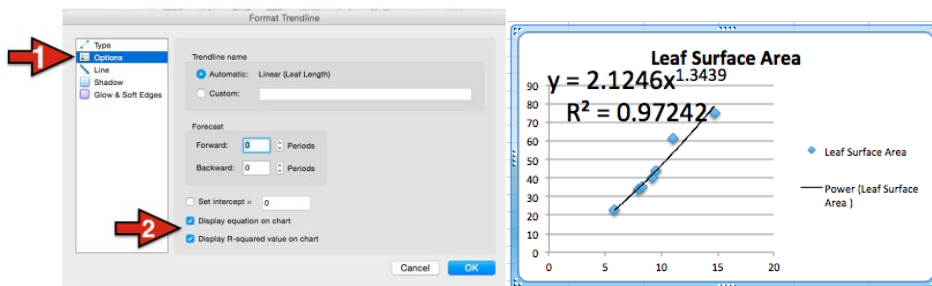 Format Trendline
1
Type
Options
Line
Shadow
Glow & Soft Edges
Trendline name
Automatic: Linear (Leaf Length)
Custom:
Forecast
Forward: 0 Periods
Backward: 0 Periods
Set intercept = 0
2
Display equation on chart
Display R-squared value on chart
Cancel OK
Leaf Surface Area
y = 2.1246x^1.3439
R² = 0.97242
90
80
70
60
50
40
30
20
10
0
0 5 10 15 20
Leaf Surface Area
Power (Leaf Surface
Area )